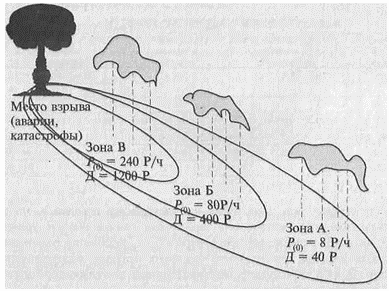 Место взрыва
(аварии,
катастрофы)
Зона В
P(0) = 240 Р/ч
Д = 1200 Р
Зона Б
P(0) = 80Р/ч
Д = 400 Р
Зона А
P(0) = 8 Р/ч
Д = 40 Р